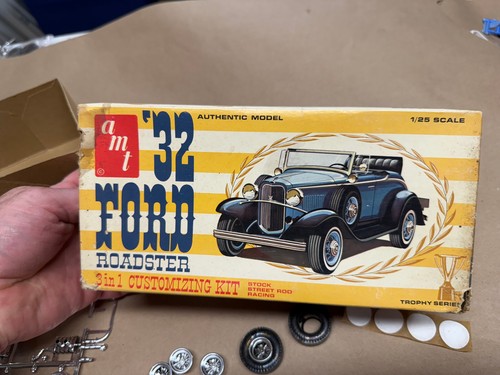 amt
®
'32
AUTHENTIC MODEL
1/25 SCALE
FORD
ROADSTER
3 in 1 CUSTOMIZING KIT
STOCK
STREET ROD
RACING
TROPHY SERIES